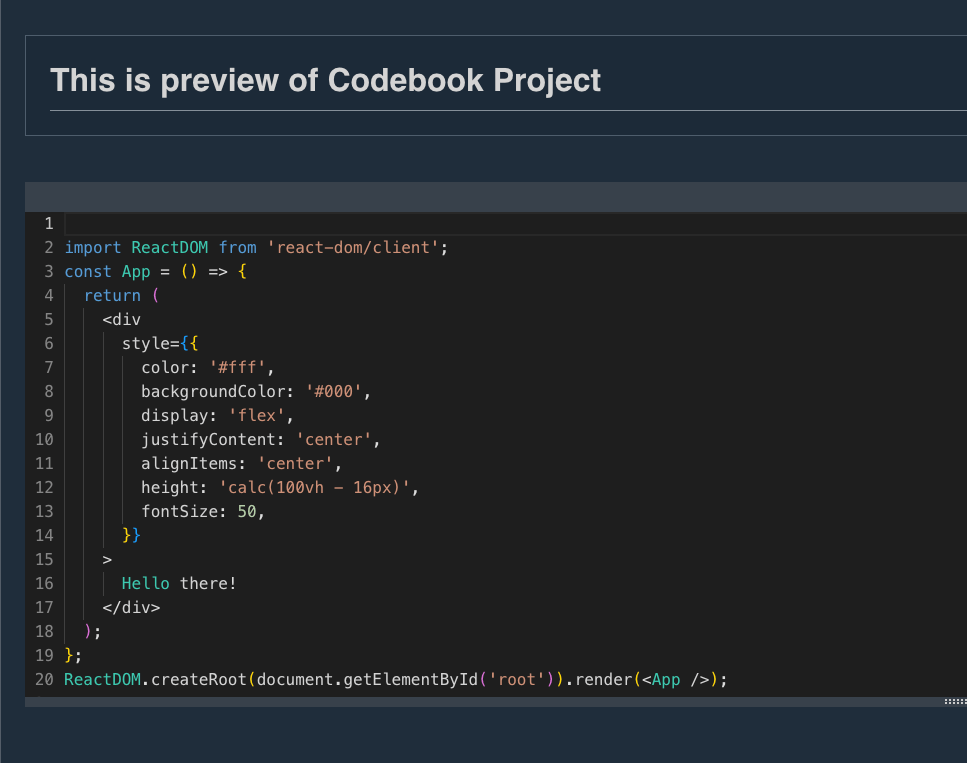 This is preview of Codebook Project
1
2 import ReactDOM from 'react-dom/client';
3 const App = () => {
4   return (
5     <div
6       style={{
7         color: '#fff',
8         backgroundColor: '#000',
9         display: 'flex',
10         justifyContent: 'center',
11         alignItems: 'center',
12         height: 'calc(100vh - 16px)',
13         fontSize: 50,
14       }}
15     >
16       Hello there!
17     </div>
18   );
19 };
20 ReactDOM.createRoot(document.getElementById('root')).render(<App />);